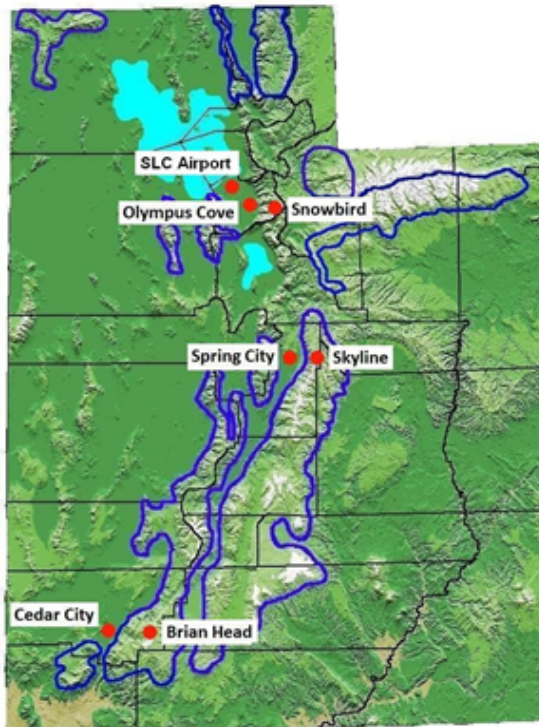 SLC Airport
Olympus Cove
Snowbird
Spring City
Skyline
Cedar City
Brian Head